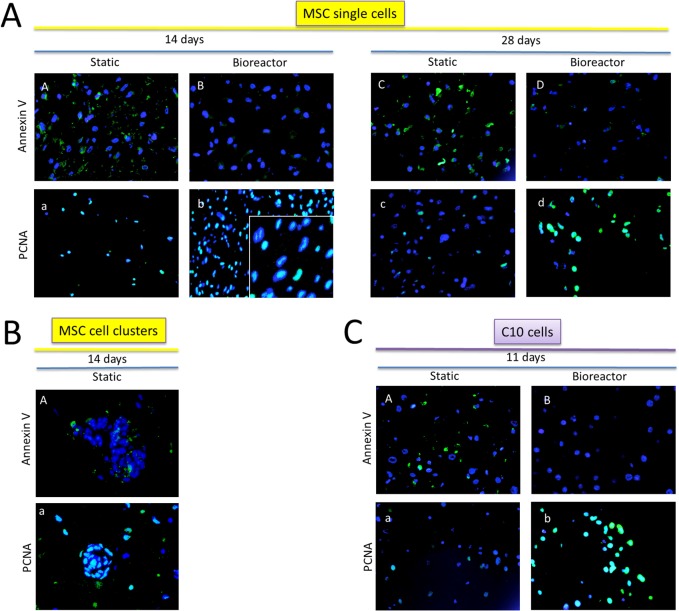 A
MSC single cells
14 days
28 days
Static
Bioreactor
Static
Bioreactor
Annexin V
A
B
C
D
PCNA
a
b
c
d
B
MSC cell clusters
14 days
Static
Annexin V
A
PCNA
a
C
C10 cells
11 days
Static
Bioreactor
Annexin V
A
B
PCNA
a
b